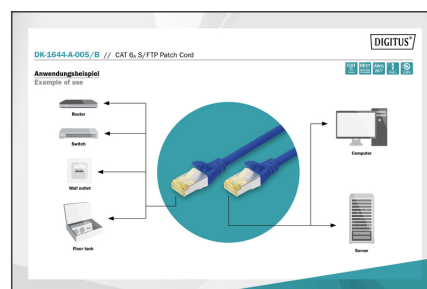 DIGITUS®
DK-1644-A-005/B // CAT 6A S/FTP Patch Cord
Anwendungsbeispiel
Example of use
Router
Switch
Wall outlet
Floor tank
Computer
Server